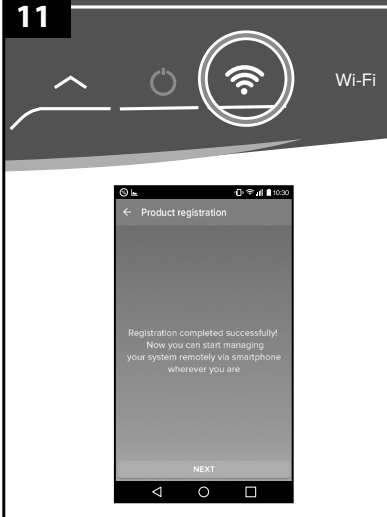 11
Wi-Fi
10:30
Product registration
Registration completed successfully!
Now you can start managing
your system remotely via smartphone
wherever you are
NEXT